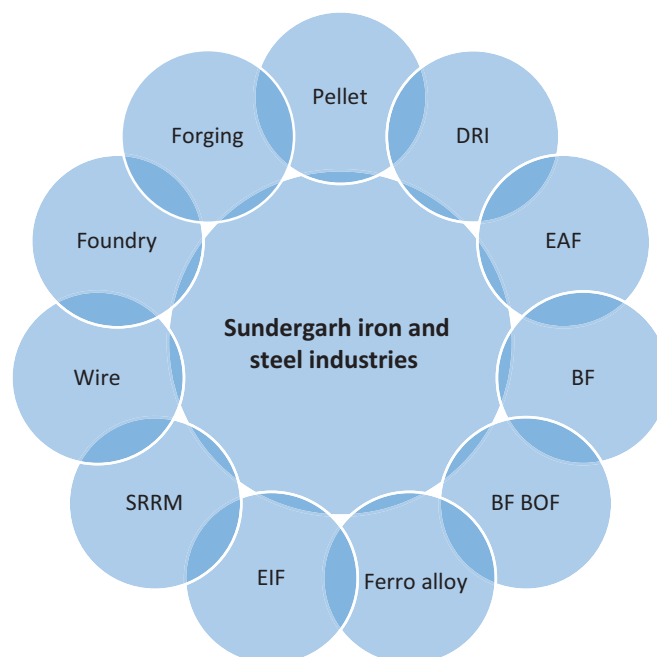 Pellet
DRI
EAF
BF
BF BOF
Ferro alloy
EIF
SRRM
Wire
Foundry
Forging
Sundergarh iron and
steel industries